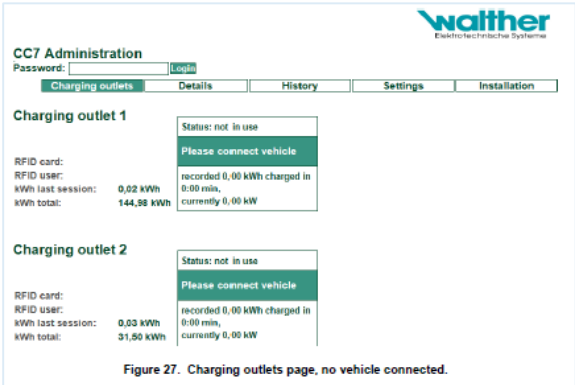 walther
Elektrotechnische Systeme
CC7 Administration
Password:
Login
Charging outlets
Details
History
Settings
Installation
Charging outlet 1
Status: not in use
Please connect vehicle
RFID card:
RFID user:
recorded 0,00 kWh charged in
kWh last session: 0,02 kWh
0:00 min,
kWh total: 144,98 kWh
currently 0,00 kW
Charging outlet 2
Status: not in use
Please connect vehicle
RFID card:
RFID user:
recorded 0,00 kWh charged in
kWh last session: 0,03 kWh
0:00 min,
kWh total: 31,50 kWh
currently 0,00 kW
Figure 27. Charging outlets page, no vehicle connected.